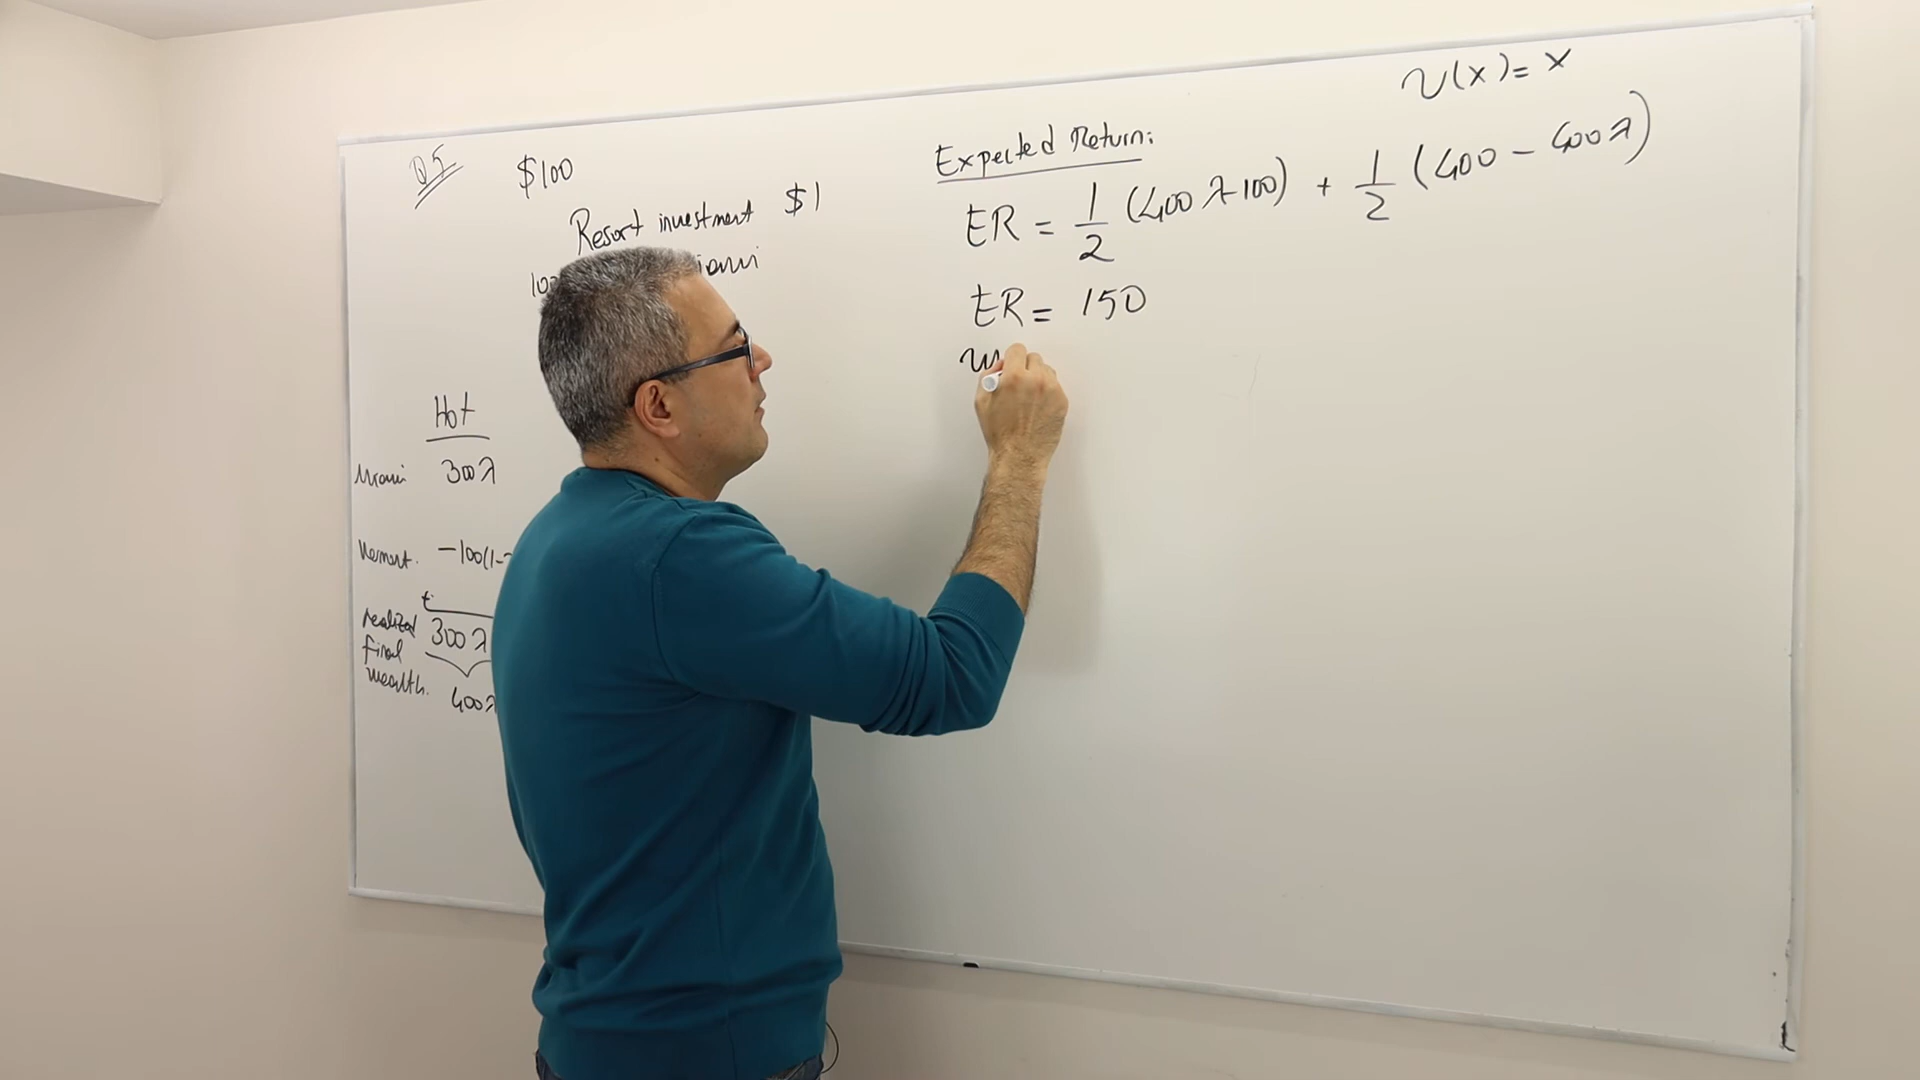 Q5
$100
Resort investment $1
Hot
300λ
-100(1-
realized
300λ
final
wealth.
400λ
v(x) = x
Expected Return:
ER = 1/2 (400λ-100) + 1/2 (400 - 400λ)
ER = 150